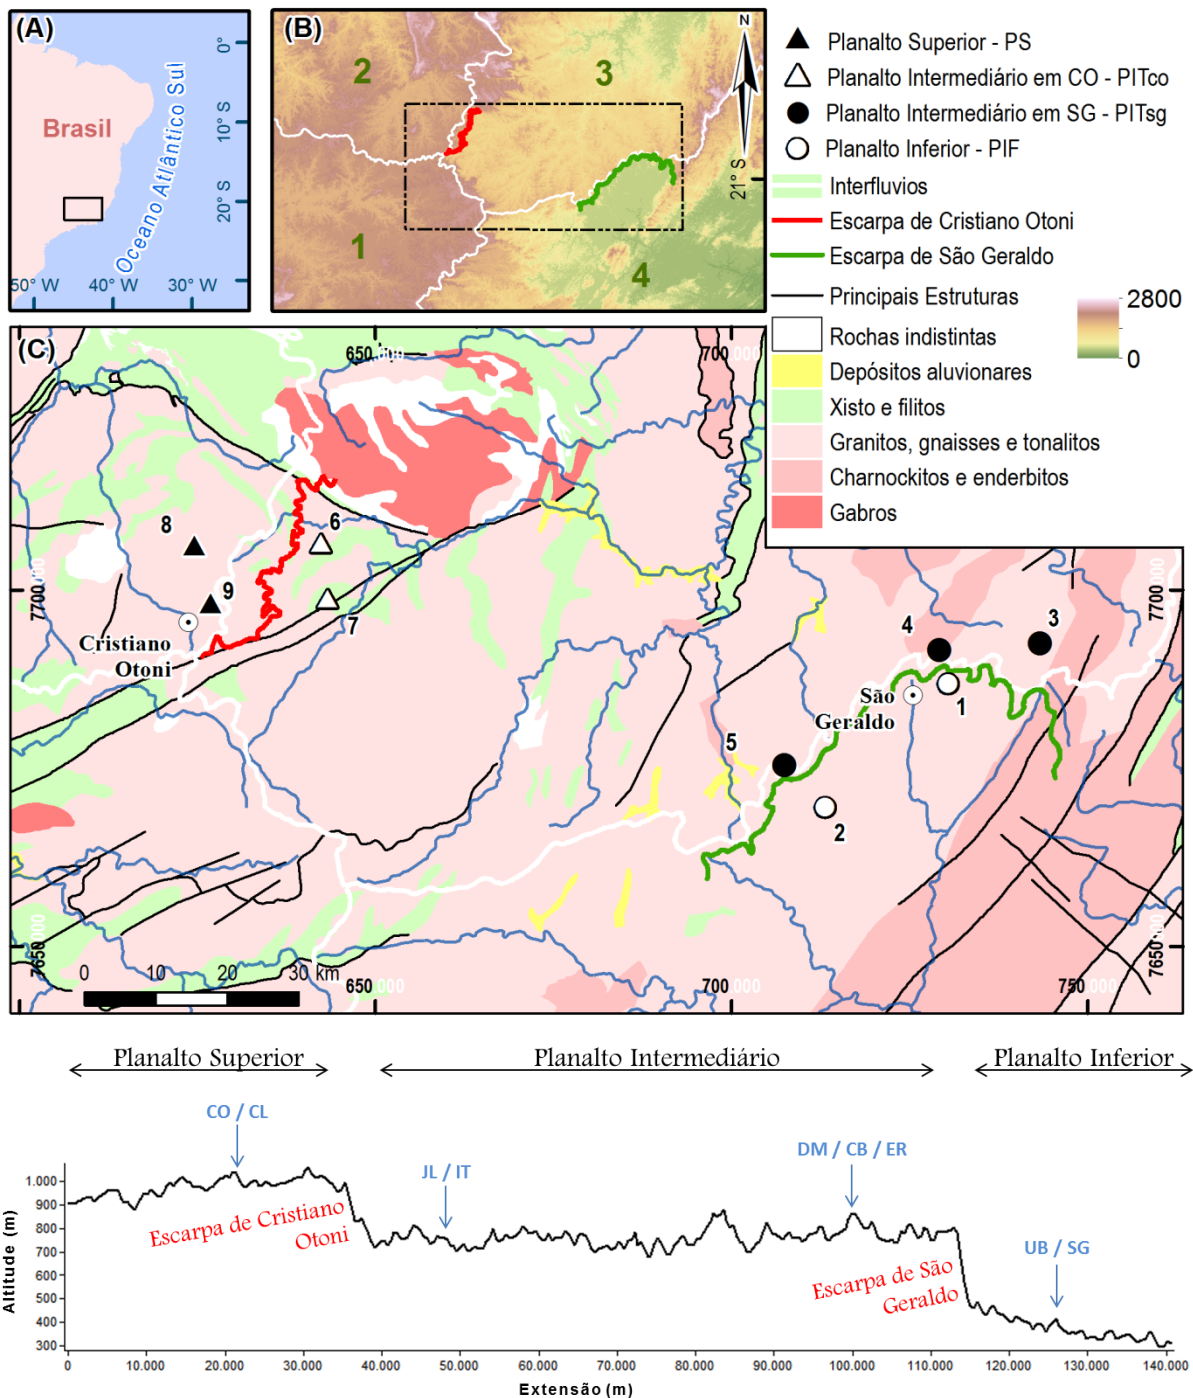 (A)
Brasil
Oceano Atlântico Sul
0°
10° S
20° S
50° W
40° W
30° W
(B)
1
2
3
4
N
21° S
Planalto Superior - PS
Planalto Intermediário em CO - PITco
Planalto Intermediário em SG - PITsg
Planalto Inferior - PIF
Interfluvios
Escarpa de Cristiano Otoni
Escarpa de São Geraldo
Principais Estruturas
Rochas indistintas
Depósitos aluvionares
Xisto e filitos
Granitos, gnaisses e tonalitos
Charnockitos e enderbitos
Gabros
2800
0
(C)
650.000
700.000
7700.000
7700.000
8
9
6
7
Cristiano
Otoni
4
3
São
Geraldo
1
5
2
7650.000
7650.000
0 10 20 30 km
650.000
700.000
750.000
Planalto Superior
Planalto Intermediário
Planalto Inferior
CO / CL
JL / IT
DM / CB / ER
UB / SG
Escarpa de Cristiano
Otoni
Escarpa de São
Geraldo
Altitude (m)
1.000
900
800
700
600
500
400
300
0 10.000 20.000 30.000 40.000 50.000 60.000 70.000 80.000 90.000 100.000 110.000 120.000 130.000 140.000
Extensão (m)